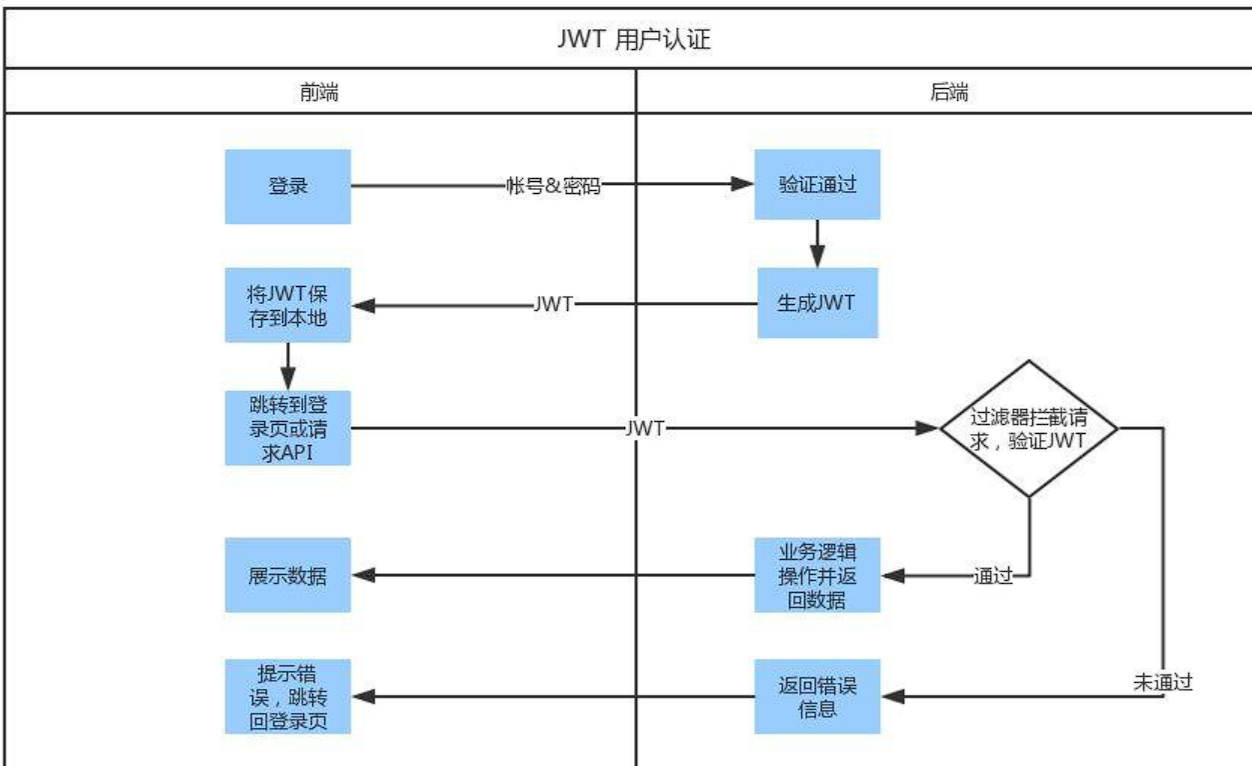 JWT 用户认证
前端
后端
登录
帐号&密码
验证通过
将JWT保
存到本地
JWT
生成JWT
跳转到登
录页或请
求API
JWT
过滤器拦截请
求，验证JWT
展示数据
业务逻辑
操作并返
回数据
通过
提示错
误，跳转
回登录页
返回错误
信息
未通过